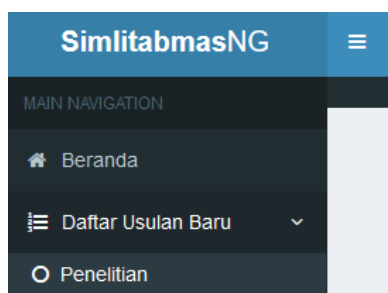 SimlitabmasNG
MAIN NAVIGATION
Beranda
Daftar Usulan Baru
Penelitian